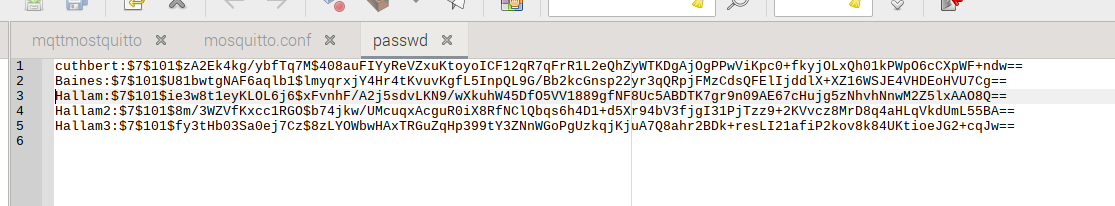 mqttmostquitto
mosquitto.conf
passwd
1 cuthbert:$7$101$zA2Ek4kg/ybfTq7M$408auFIYyReVZxuKtoyoICF12qR7qFrR1L2eQhZyWTKDgAjOgPPwViKpc0+fkyjOLxQh01kPWpO6cCXpWF+ndw==
2 Baines:$7$101$U81bwtgNAF6aqlb1$lmyqrxjY4Hr4tKvuvKgfL5InpQL9G/Bb2kcGnsp22yr3qQRpjFMzCdsQFElIjddlX+XZ16WSJE4VHDEoHVU7Cg==
3 Hallam:$7$101$ie3w8t1eyKLOL6j6$xFvnhF/A2j5sdvLKN9/wXkuhW45DfO5VV1889gfNF8Uc5ABDTK7gr9n09AE67cHujg5zNhvhNnwM2Z5lxAAO8Q==
4 Hallam2:$7$101$8m/3WZVfKxcc1RGO$b74jkw/UMcuqxAcguR0iX8RfNClQbqs6h4D1+d5Xr94bV3fjgI31PjTzz9+2KVvcz8MrD8q4aHLqVkdUmL55BA==
5 Hallam3:$7$101$fy3tHb03Sa0ej7Cz$8zLYOWbwHAxTRGuZqHp399tY3ZNnWGoPgUzkqjKjuA7Q8ahr2BDk+resLI21afiP2kov8k84UKtioeJG2+cqJw==
6